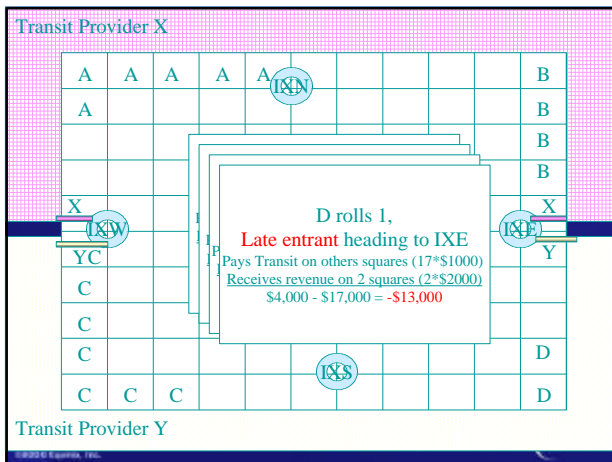 Transit Provider X
A A A A A IXN B
A B
B
B
X X
IXW IXE
YC Y
C
C
C D
IXS
C C C D
D rolls 1,
Late entrant heading to IXE
Pays Transit on others squares (17*$1000)
Receives revenue on 2 squares (2*$2000)
$4,000 - $17,000 = -$13,000
Transit Provider Y